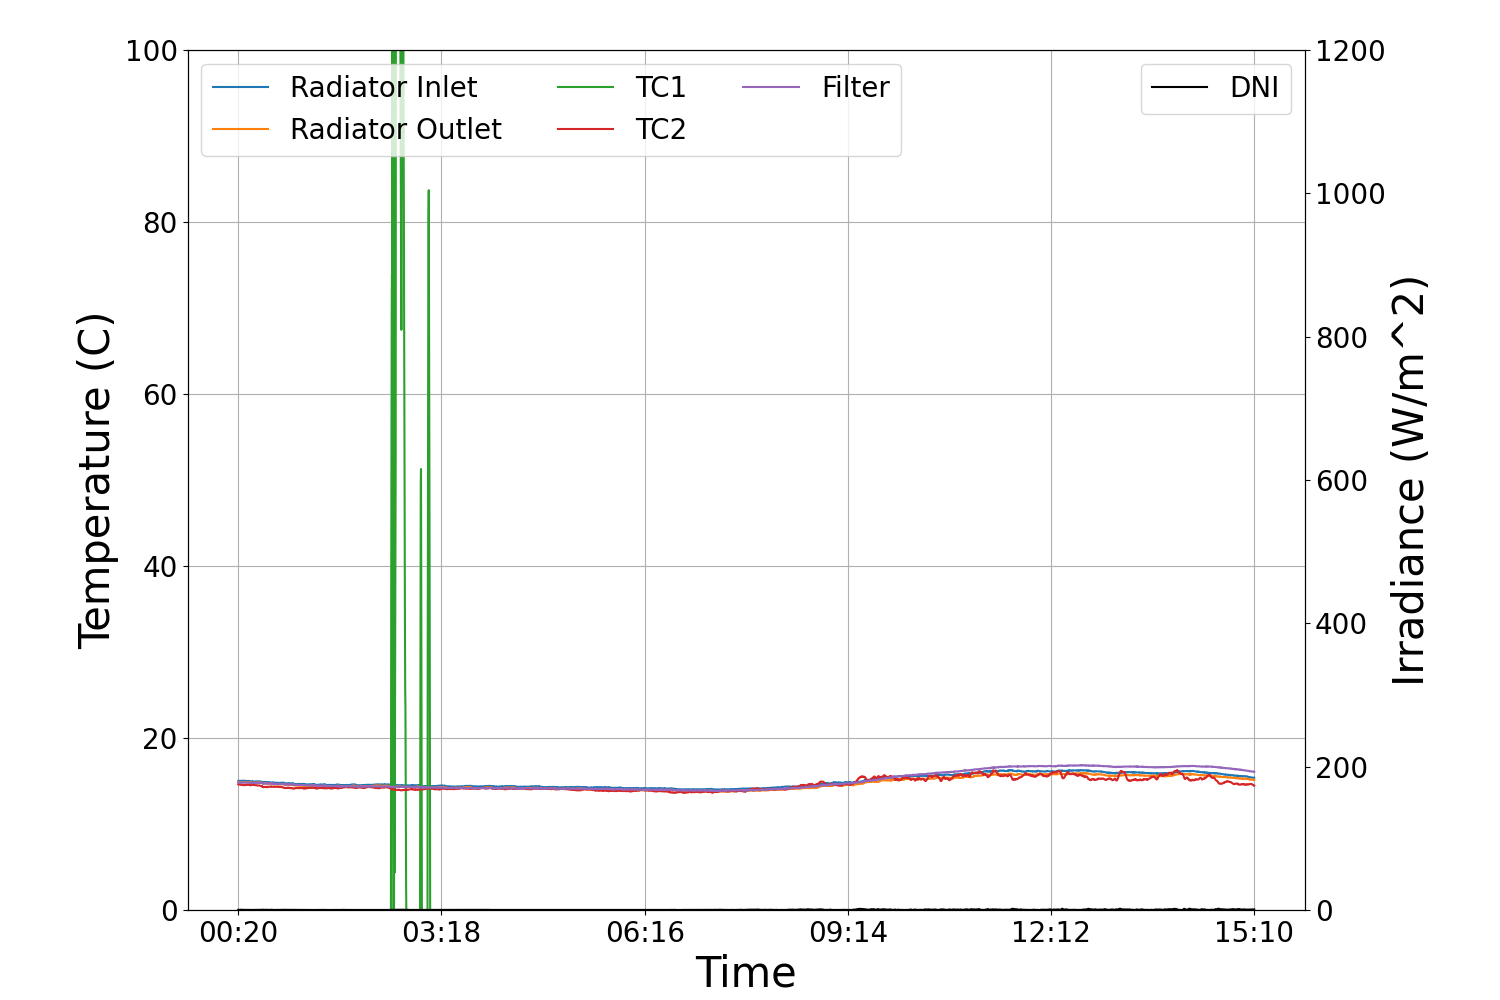 Radiator Inlet
Radiator Outlet
TC1
TC2
Filter
DNI
Temperature (C)
100
80
60
40
20
0
Irradiance (W/m^2)
1200
1000
800
600
400
200
0
00:20
03:18
06:16
09:14
12:12
15:10
Time